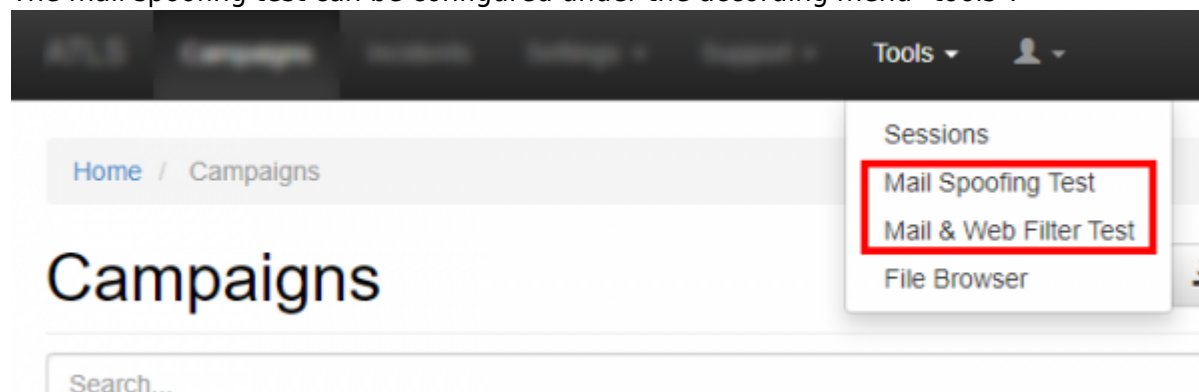 The mail spoofing test can be configured under the according menu "tools".
Tools
Sessions
Home / Campaigns
Mail Spoofing Test
Mail & Web Filter Test
Campaigns
File Browser
Search...